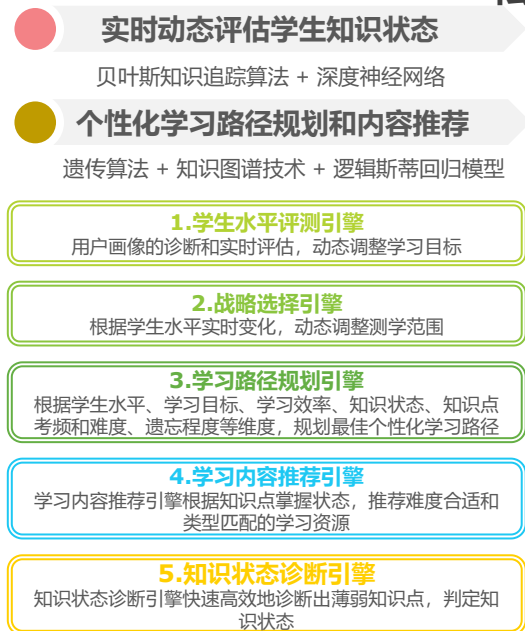 实时动态评估学生知识状态
贝叶斯知识追踪算法 + 深度神经网络
个性化学习路径规划和内容推荐
遗传算法 + 知识图谱技术 + 逻辑斯蒂回归模型
1.学生水平评测引擎
用户画像的诊断和实时评估，动态调整学习目标
2.战略选择引擎
根据学生水平实时变化，动态调整测学范围
3.学习路径规划引擎
根据学生水平、学习目标、学习效率、知识状态、知识点
考频和难度、遗忘程度等维度，规划最佳个性化学习路径
4.学习内容推荐引擎
学习内容推荐引擎根据知识点掌握状态，推荐难度合适和
类型匹配的学习资源
5.知识状态诊断引擎
知识状态诊断引擎快速高效地诊断出薄弱知识点，判定知
识状态